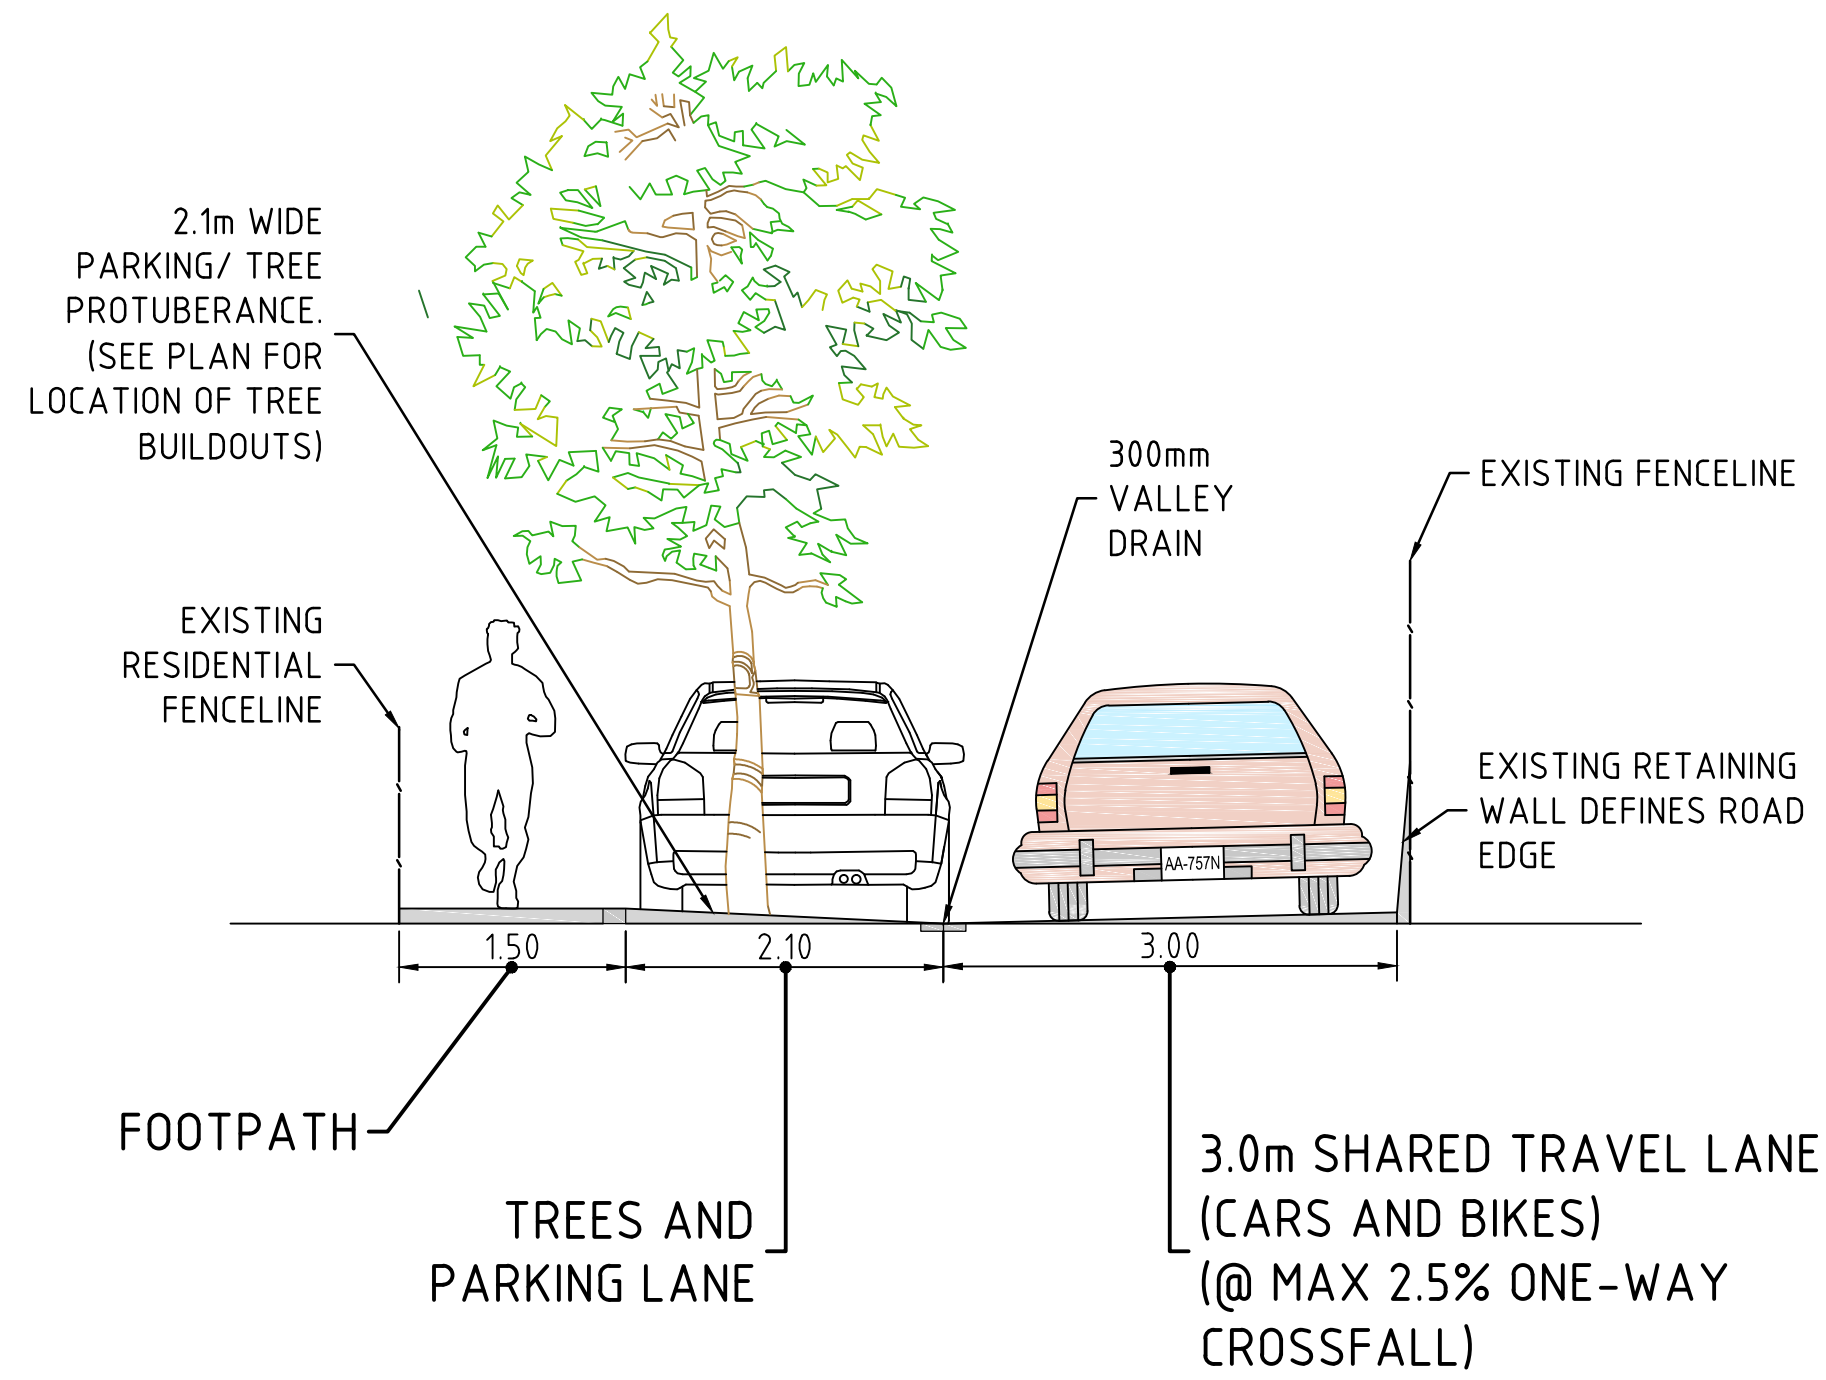 2.1m WIDE
PARKING/ TREE
PROTUBERANCE.
(SEE PLAN FOR
LOCATION OF TREE
BUILDOUTS)
300mm
VALLEY
DRAIN
EXISTING FENCELINE
EXISTING
RESIDENTIAL
FENCELINE
EXISTING RETAINING
WALL DEFINES ROAD
EDGE
AA-757N
1.50
2.10
3.00
FOOTPATH
TREES AND
PARKING LANE
3.0m SHARED TRAVEL LANE
(CARS AND BIKES)
(@ MAX 2.5% ONE-WAY
CROSSFALL)